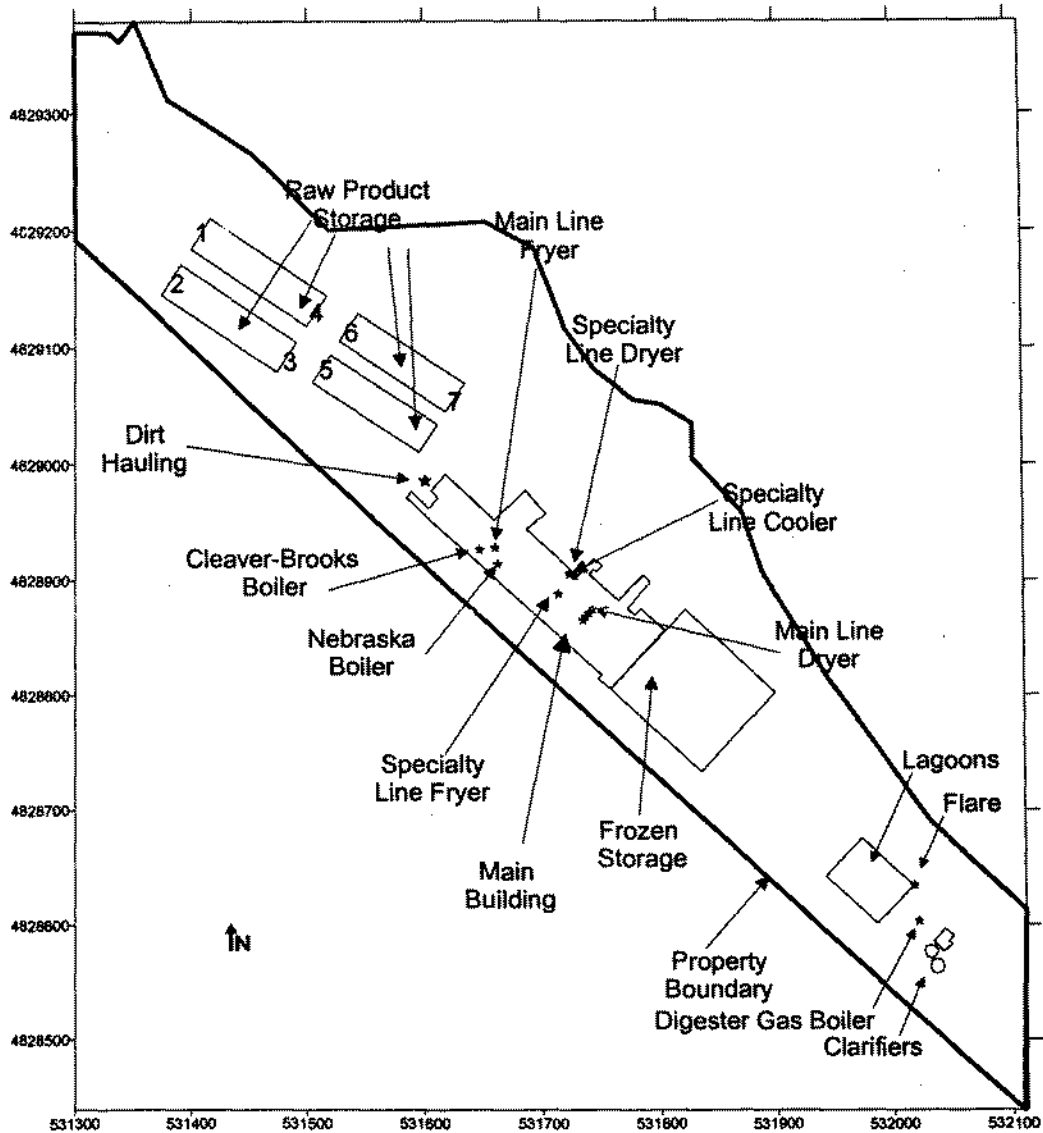 4829300
4829200
Raw Product
Storage
Main Line
Fryer
1
2
4
3
6
5
7
Specialty
Line Dryer
4829100
Dirt
Hauling
4829000
Specialty
Line Cooler
Cleaver-Brooks
Boiler
4828900
Nebraska
Boiler
Main Line
Dryer
4828800
Specialty
Line Fryer
Lagoons
Flare
4828700
Frozen
Storage
Main
Building
4828600
N
Property
Boundary
Digester Gas Boiler
Clarifiers
4828500
531300 531400 531500 531600 531700 531800 531900 532000 532100